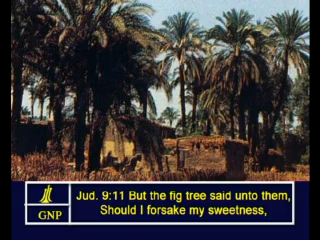 Jud. 9:11 But the fig tree said unto them,
Should I forsake my sweetness,
GNP